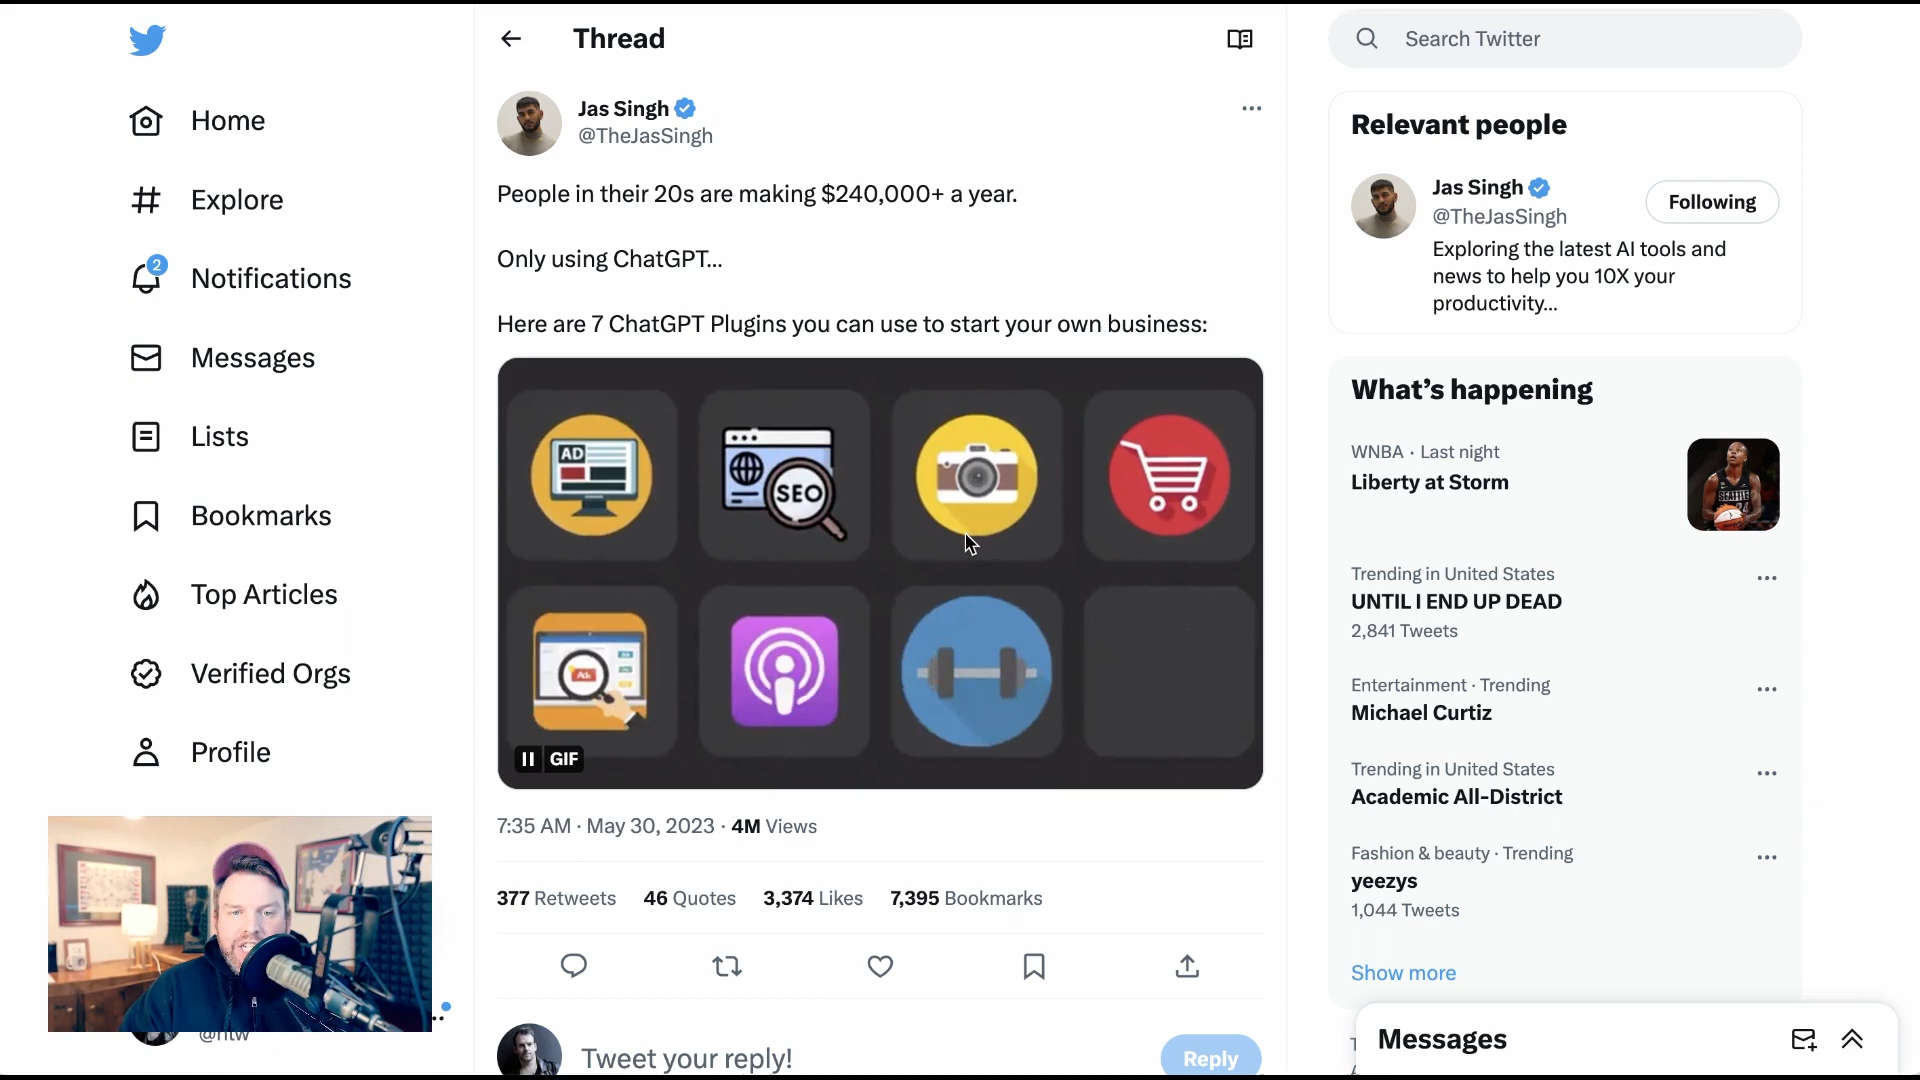 Home
Explore
2
Notifications
Messages
Lists
Bookmarks
Top Articles
Verified Orgs
Profile
Thread
Jas Singh
@TheJasSingh
People in their 20s are making $240,000+ a year.
Only using ChatGPT...
Here are 7 ChatGPT Plugins you can use to start your own business:
AD
SEO
GIF
7:35 AM · May 30, 2023 · 4M Views
377 Retweets 46 Quotes 3,374 Likes 7,395 Bookmarks
Tweet your reply!
Reply
Search Twitter
Relevant people
Jas Singh
@TheJasSingh
Following
Exploring the latest AI tools and
news to help you 10X your
productivity...
What's happening
WNBA · Last night
Liberty at Storm
SEATTLE
Trending in United States
UNTIL I END UP DEAD
2,841 Tweets
Entertainment · Trending
Michael Curtiz
Trending in United States
Academic All-District
Fashion & beauty · Trending
yeezys
1,044 Tweets
Show more
Messages